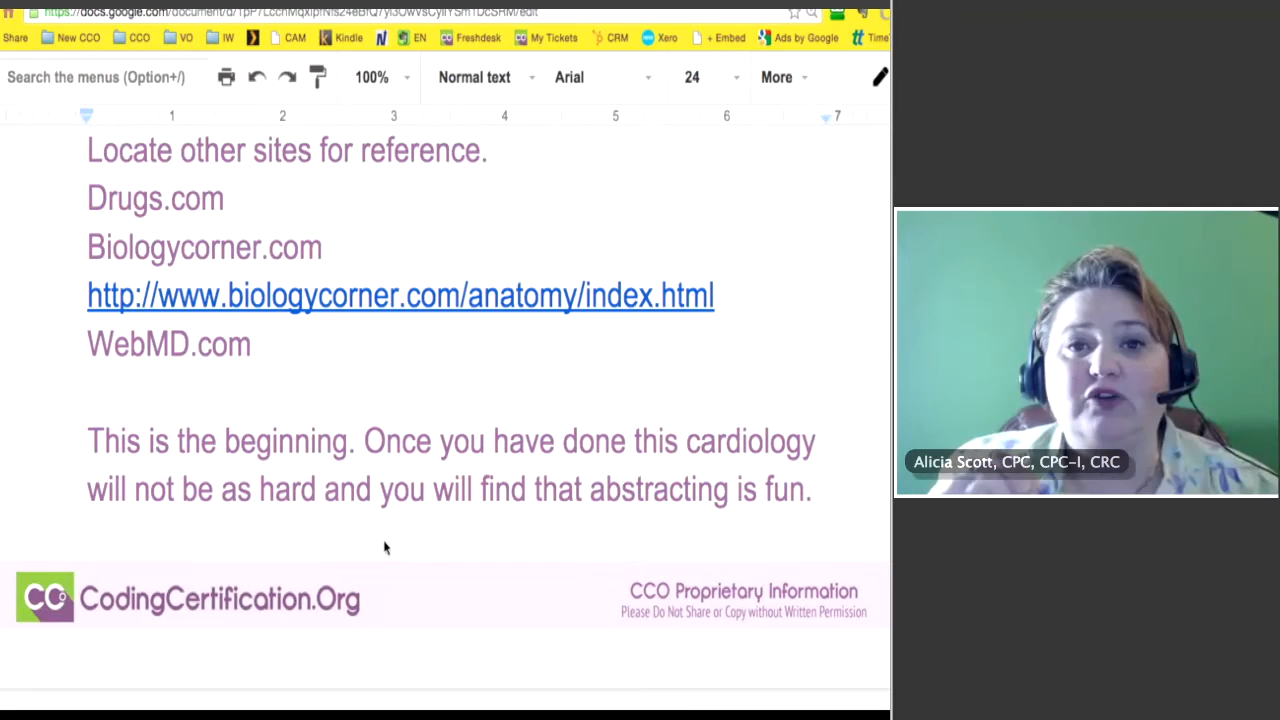 Share New CCO CCO VO IW CAM Kindle EN Freshdesk My Tickets CRM Xero + Embed Ads by Google Time
Search the menus (Option+/) 100% Normal text Arial 24 More
1 2 3 4 5 6 7
Locate other sites for reference.
Drugs.com
Biologycorner.com
http://www.biologycorner.com/anatomy/index.html
WebMD.com
This is the beginning. Once you have done this cardiology
will not be as hard and you will find that abstracting is fun.
Alicia Scott, CPC, CPC-I, CRC
CCO CodingCertification.Org
CCO Proprietary Information
Please Do Not Share or Copy without Written Permission